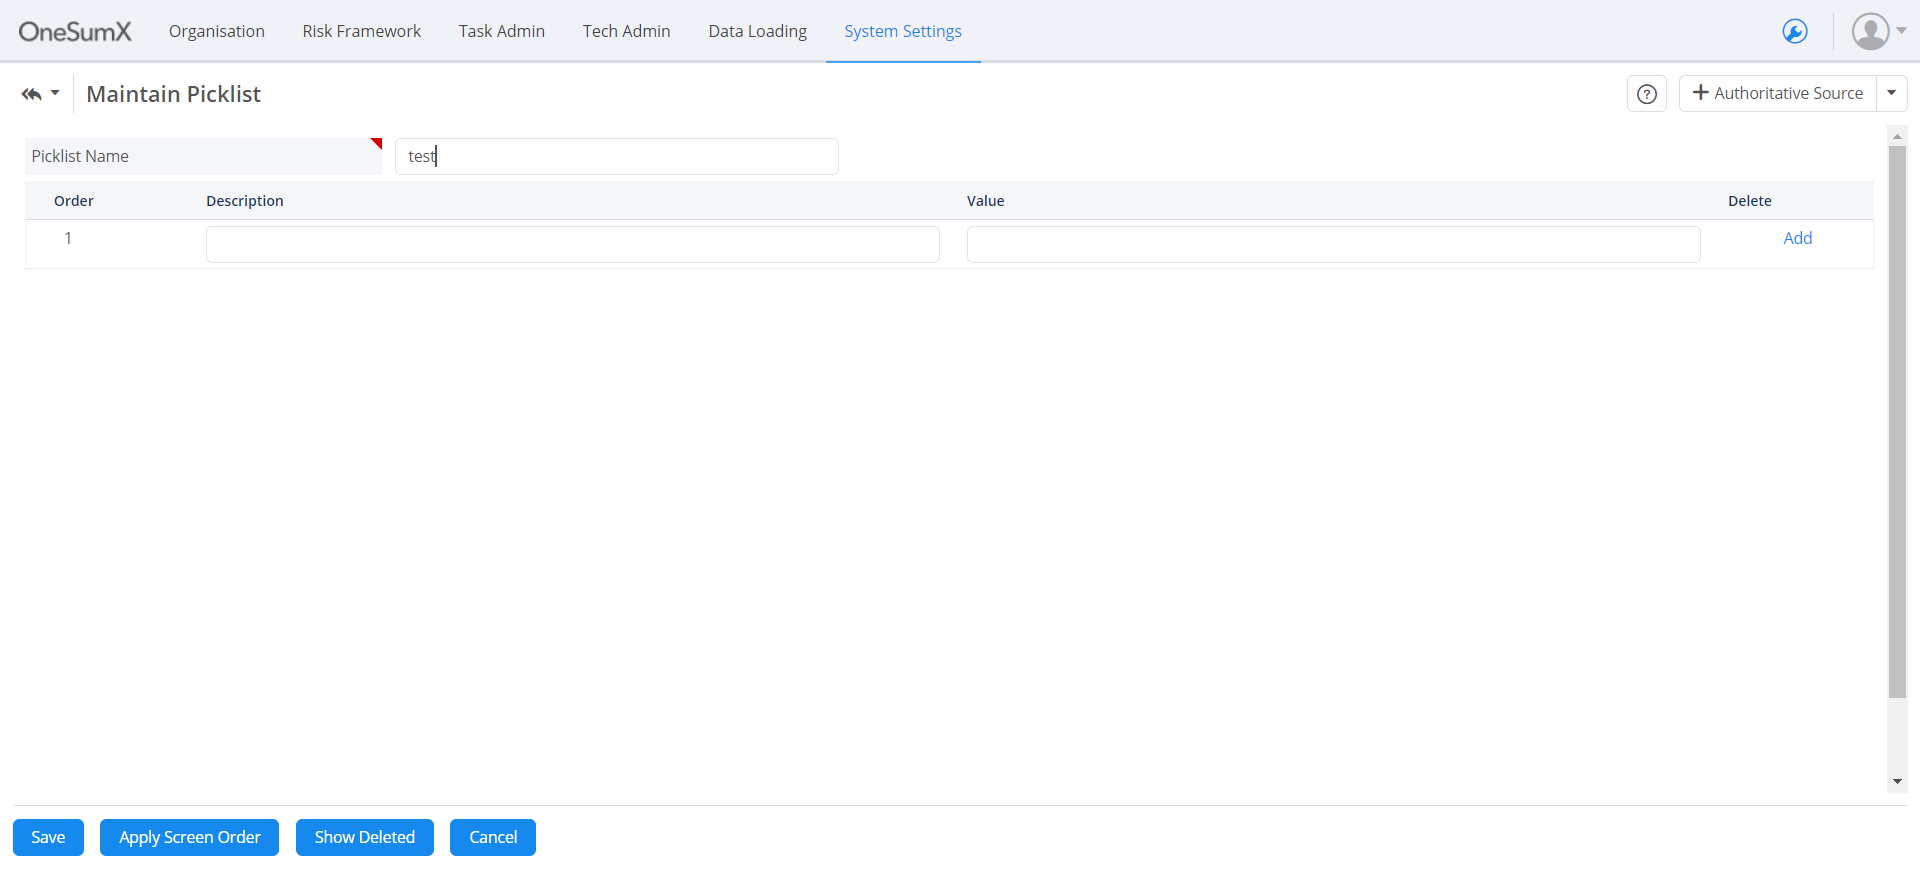 OneSumX Organisation Risk Framework Task Admin Tech Admin Data Loading System Settings
Maintain Picklist
+ Authoritative Source
Picklist Name test
Order Description Value Delete
1 Add
Save Apply Screen Order Show Deleted Cancel